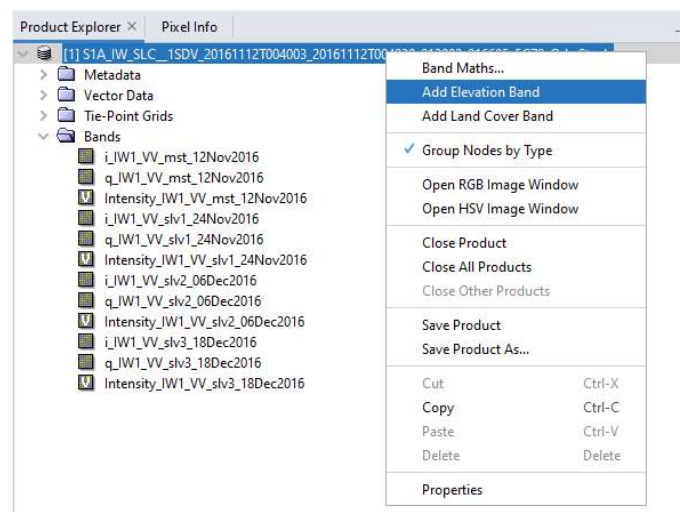 Product Explorer × Pixel Info
[1] S1A_IW_SLC__1SDV_20161112T004003_20161112T00
Metadata
Vector Data
Tie-Point Grids
Bands
i_IW1_VV_mst_12Nov2016
q_IW1_VV_mst_12Nov2016
Intensity_IW1_VV_mst_12Nov2016
i_IW1_VV_slv1_24Nov2016
q_IW1_VV_slv1_24Nov2016
Intensity_IW1_VV_slv1_24Nov2016
i_IW1_VV_slv2_06Dec2016
q_IW1_VV_slv2_06Dec2016
Intensity_IW1_VV_slv2_06Dec2016
i_IW1_VV_slv3_18Dec2016
q_IW1_VV_slv3_18Dec2016
Intensity_IW1_VV_slv3_18Dec2016
Band Maths...
Add Elevation Band
Add Land Cover Band
✓ Group Nodes by Type
Open RGB Image Window
Open HSV Image Window
Close Product
Close All Products
Close Other Products
Save Product
Save Product As...
Cut Ctrl-X
Copy Ctrl-C
Paste Ctrl-V
Delete Delete
Properties